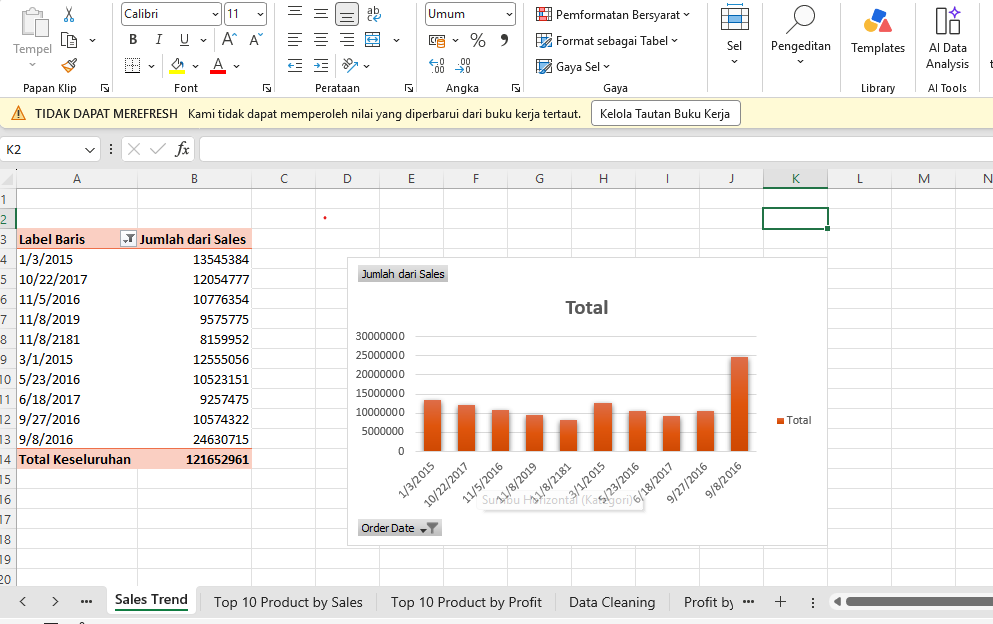 Calibri 11 ab Umum Pemformatan Bersyarat
Tempel B I U A A % 9 Format sebagai Tabel Sel Pengeditan Templates AI Data Analysis
A Gaya Sel
Papan Klip Font Perataan Angka Gaya Library AI Tools
TIDAK DAPAT MEREFRESH Kami tidak dapat memperoleh nilai yang diperbarui dari buku kerja tertaut. Kelola Tautan Buku Kerja
K2 fx
A B C D E F G H I J K L M N
1
2
3 Label Baris Jumlah dari Sales
4 1/3/2015 13545384
5 10/22/2017 12054777
6 11/5/2016 10776354
7 11/8/2019 9575775
8 11/8/2181 8159952
9 3/1/2015 12555056
10 5/23/2016 10523151
11 6/18/2017 9257475
12 9/27/2016 10574322
13 9/8/2016 24630715
14 Total Keseluruhan 121652961
15
16
17
18
19
20
Jumlah dari Sales
Total
30000000
25000000
20000000
15000000
10000000
5000000
0
1/3/2015 10/22/2017 11/5/2016 11/8/2019 11/8/2181 3/1/2015 5/23/2016 6/18/2017 9/27/2016 9/8/2016
Total
Sumbu Horizontal (Kategori)
Order Date
Sales Trend Top 10 Product by Sales Top 10 Product by Profit Data Cleaning Profit by